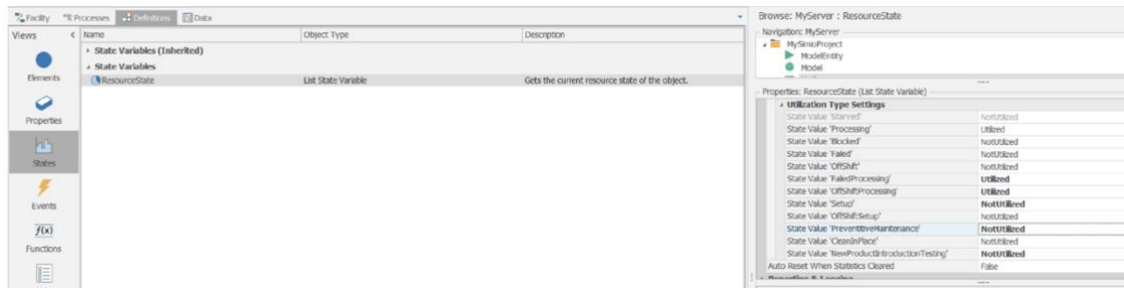 Facility Processes Definitions Data
Views < Name Object Type Description
State Variables (Inherited)
State Variables
ResourceState List State Variable Gets the current resource state of the object.
Elements
Properties
States
Events
f(x)
Functions
Browse: MyServer : ResourceState
Navigation: MyServer
MySimioProject
ModelEntity
Model
Properties: ResourceState (List State Variable)
Utilization Type Settings
State Value 'Starved' NotUtilized
State Value 'Processing' Utilized
State Value 'Blocked' NotUtilized
State Value 'Failed' NotUtilized
State Value 'OffShift' NotUtilized
State Value 'FailedProcessing' Utilized
State Value 'OffShiftProcessing' Utilized
State Value 'Setup' NotUtilized
State Value 'OffShiftSetup' NotUtilized
State Value 'PreventitiveMaintenance' NotUtilized
State Value 'CleanInPlace' NotUtilized
State Value 'NewProductIntroductionTesting' NotUtilized
Auto Reset When Statistics Cleared False